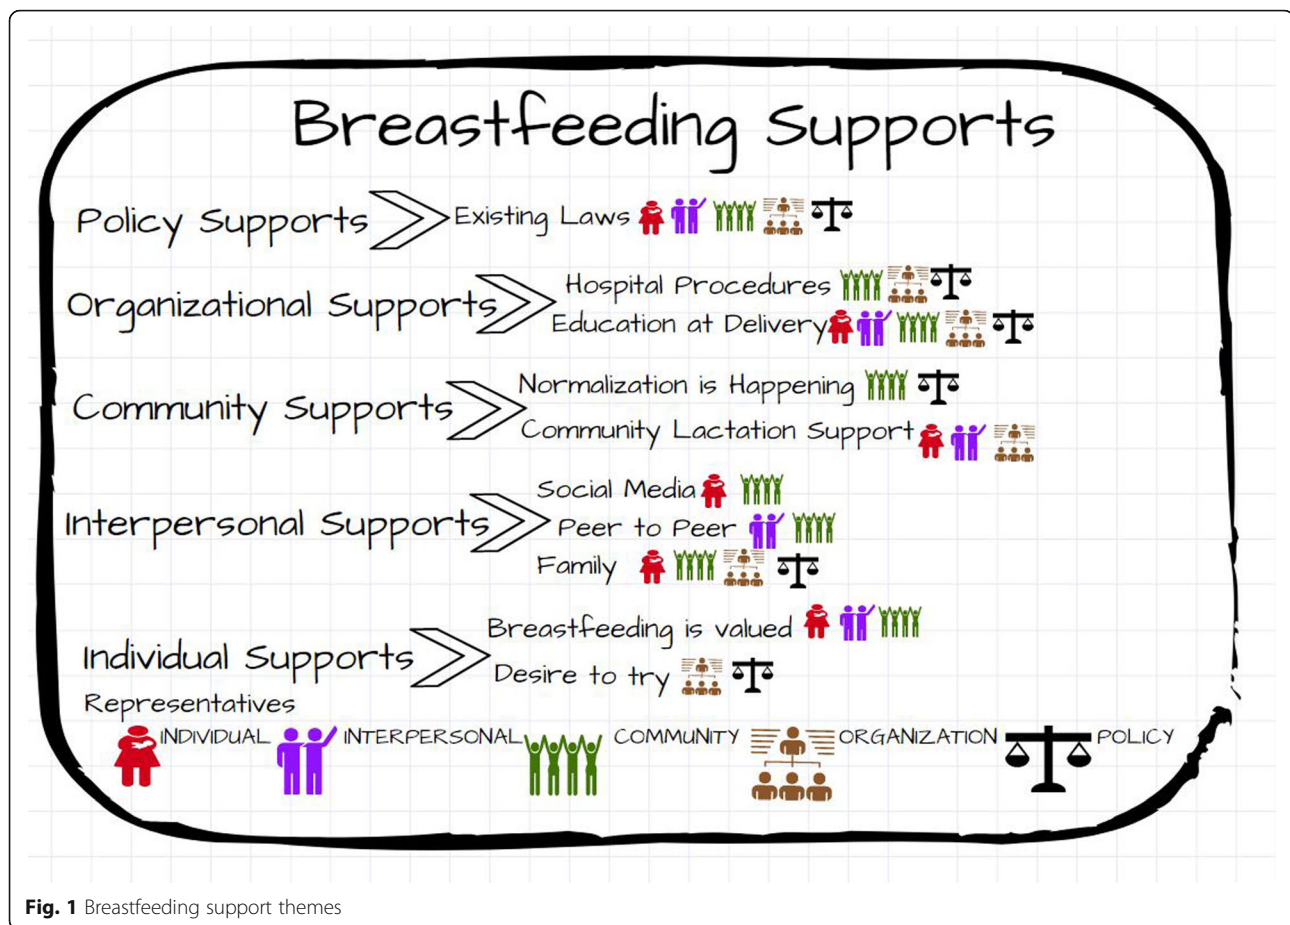 Breastfeeding Supports
Policy Supports
Existing Laws
Organizational Supports
Hospital Procedures
Education at Delivery
Community Supports
Normalization is Happening
Community Lactation Support
Interpersonal Supports
Social Media
Peer to Peer
Family
Individual Supports
Breastfeeding is valued
Desire to try
Representatives
INDIVIDUAL INTERPERSONAL COMMUNITY ORGANIZATION POLICY
Fig. 1 Breastfeeding support themes